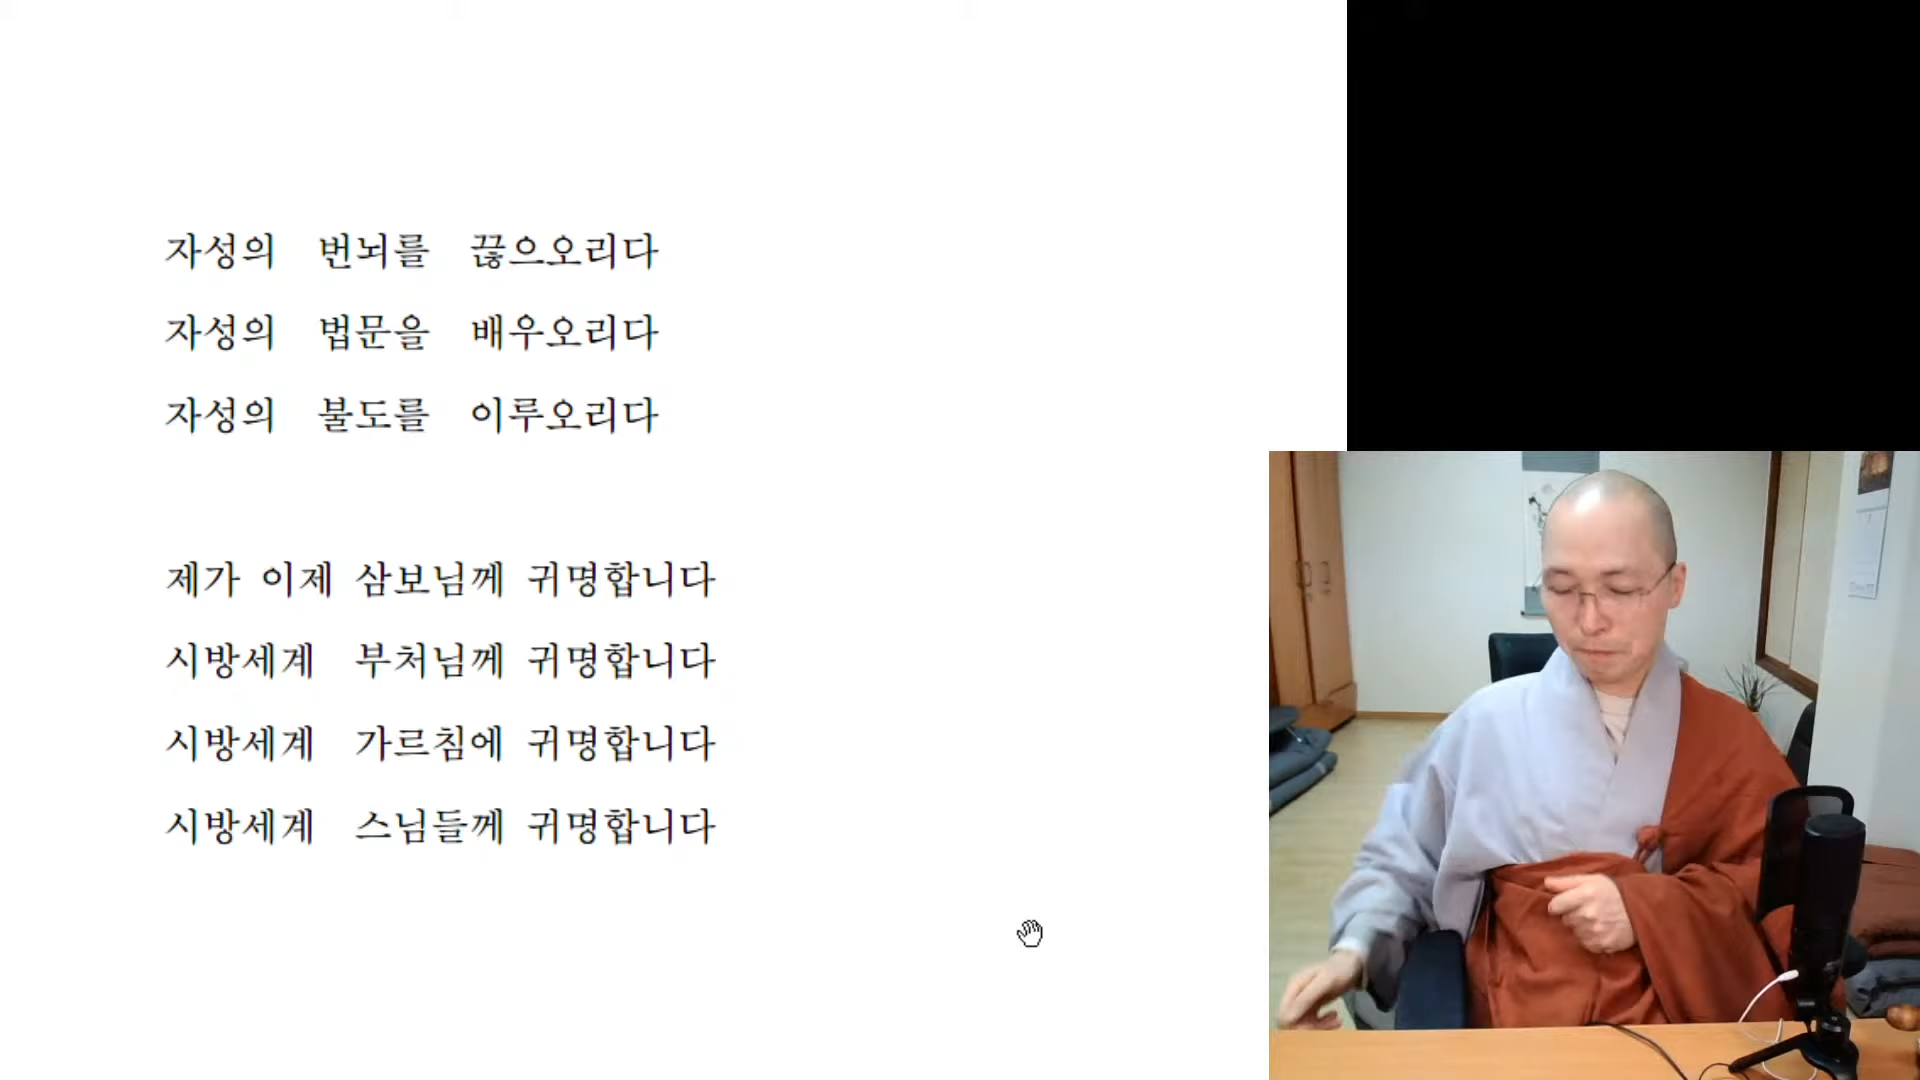 자성의 번뇌를 끊으오리다
자성의 법문을 배우오리다
자성의 불도를 이루오리다
제가 이제 삼보님께 귀명합니다
시방세계 부처님께 귀명합니다
시방세계 가르침에 귀명합니다
시방세계 스님들께 귀명합니다